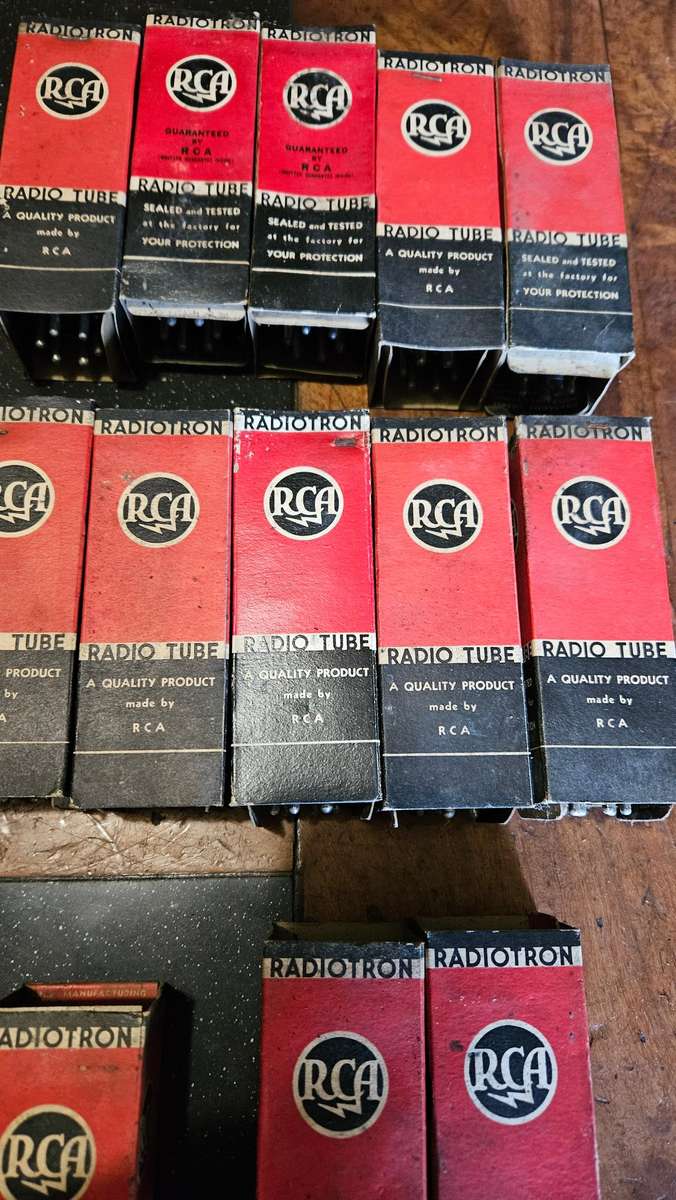 RADIOTRON
RCA
RADIO TUBE
A QUALITY PRODUCT
made by
RCA
RADIOTRON
RCA
GUARANTEED
BY
RCA
RADIO TUBE
SEALED and TESTED
at the factory for
YOUR PROTECTION
RADIOTRON
RCA
GUARANTEED
BY
RCA
RADIO TUBE
SEALED and TESTED
at the factory for
YOUR PROTECTION
RADIOTRON
RCA
RADIO TUBE
A QUALITY PRODUCT
made by
RCA
RADIOTRON
RCA
RADIO TUBE
SEALED and TESTED
at the factory for
YOUR PROTECTION
IOTRON
RCA
TUBE
PRODUCT
by
A
RADIOTRON
RCA
RADIO TUBE
A QUALITY PRODUCT
made by
RCA
RADIOTRON
RCA
RADIO TUBE
A QUALITY PRODUCT
made by
RCA
RADIOTRON
RCA
RADIO TUBE
A QUALITY PRODUCT
made by
RCA
RADIOTRON
RCA
RADIO TUBE
A QUALITY PRODUCT
made by
RCA
MANUFACTURING
ADIOTRON
RCA
RADIOTRON
RCA
RADIOTRON
RCA